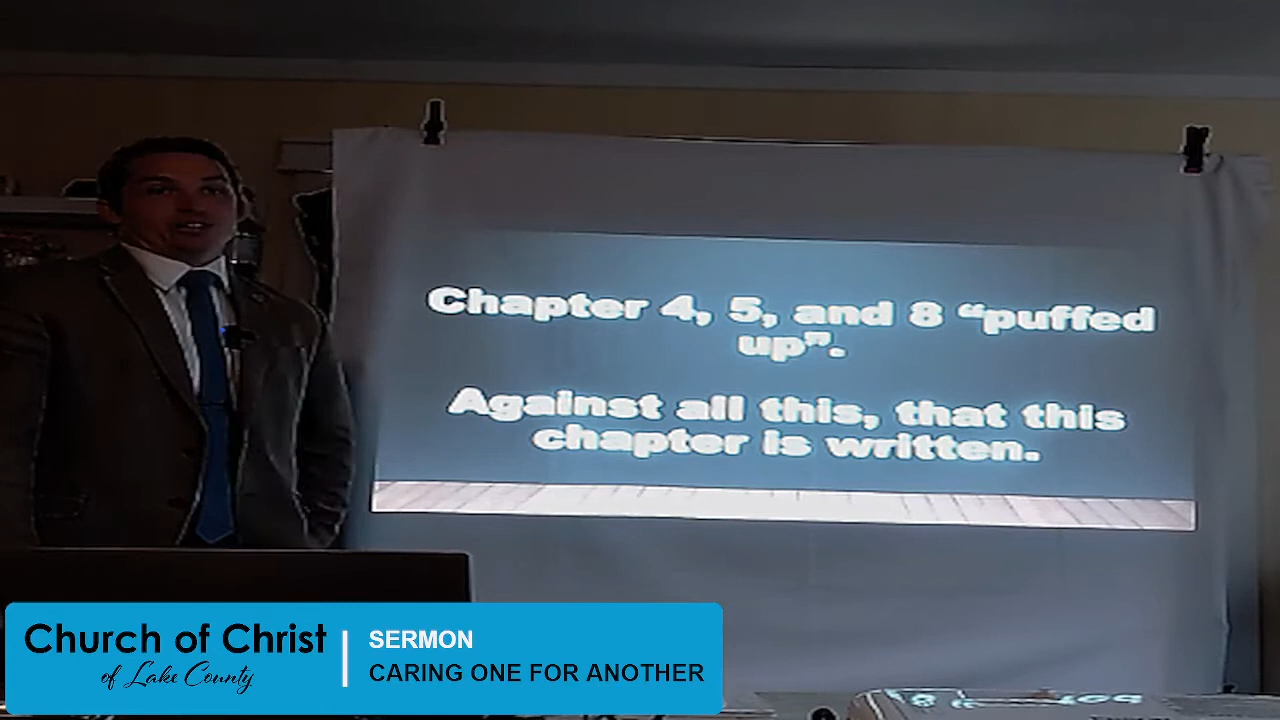 Chapter 4, 5, and 8 “puffed
up”.
Against all this, that this
chapter is written.
Church of Christ
of Lake County
SERMON
CARING ONE FOR ANOTHER